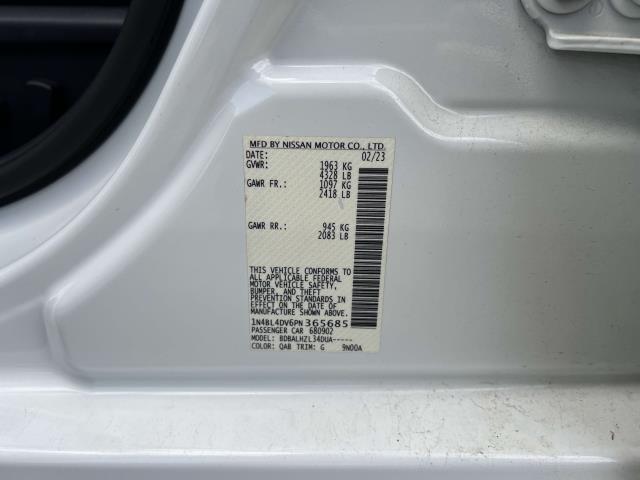 MFD BY NISSAN MOTOR CO., LTD.
DATE: 02/23
GVWR: 1963 KG
4328 LB
GAWR FR.: 1097 KG
2418 LB
GAWR RR.: 945 KG
2083 LB
THIS VEHICLE CONFORMS TO
ALL APPLICABLE FEDERAL
MOTOR VEHICLE SAFETY,
BUMPER, AND THEFT
PREVENTION STANDARDS IN
EFFECT ON THE DATE OF
MANUFACTURE SHOWN ABOVE.
1N4BL4DV6PN365685
PASSENGER CAR 680902
MODEL: BDBALHZL34DUA-----
COLOR: QAB TRIM: G 9N00A